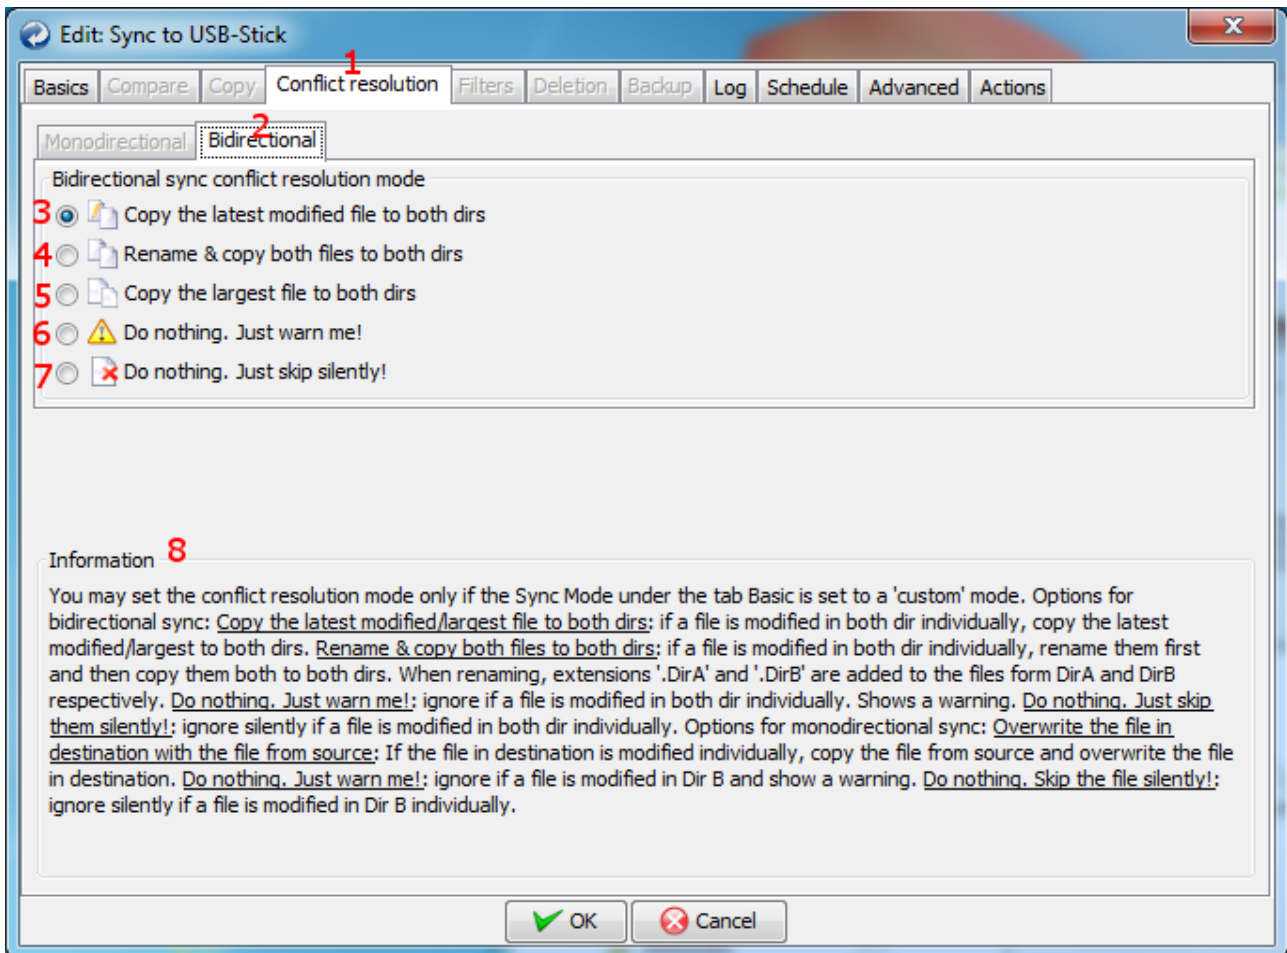 Edit: Sync to USB-Stick
x
1
Basics Compare Copy Conflict resolution Filters Deletion Backup Log Schedule Advanced Actions
2
Monodirectional Bidirectional
Bidirectional sync conflict resolution mode
3 Copy the latest modified file to both dirs
4 Rename & copy both files to both dirs
5 Copy the largest file to both dirs
6 Do nothing. Just warn me!
7 Do nothing. Just skip silently!
Information 8
You may set the conflict resolution mode only if the Sync Mode under the tab Basic is set to a 'custom' mode. Options for
bidirectional sync: Copy the latest modified/largest file to both dirs: if a file is modified in both dir individually, copy the latest
modified/largest to both dirs. Rename & copy both files to both dirs: if a file is modified in both dir individually, rename them first
and then copy them both to both dirs. When renaming, extensions '.DirA' and '.DirB' are added to the files form DirA and DirB
respectively. Do nothing. Just warn me!: ignore if a file is modified in both dir individually. Shows a warning. Do nothing. Just skip
them silently!: ignore silently if a file is modified in both dir individually. Options for monodirectional sync: Overwrite the file in
destination with the file from source: If the file in destination is modified individually, copy the file from source and overwrite the file
in destination. Do nothing. Just warn me!: ignore if a file is modified in Dir B and show a warning. Do nothing. Skip the file silently!:
ignore silently if a file is modified in Dir B individually.
OK Cancel